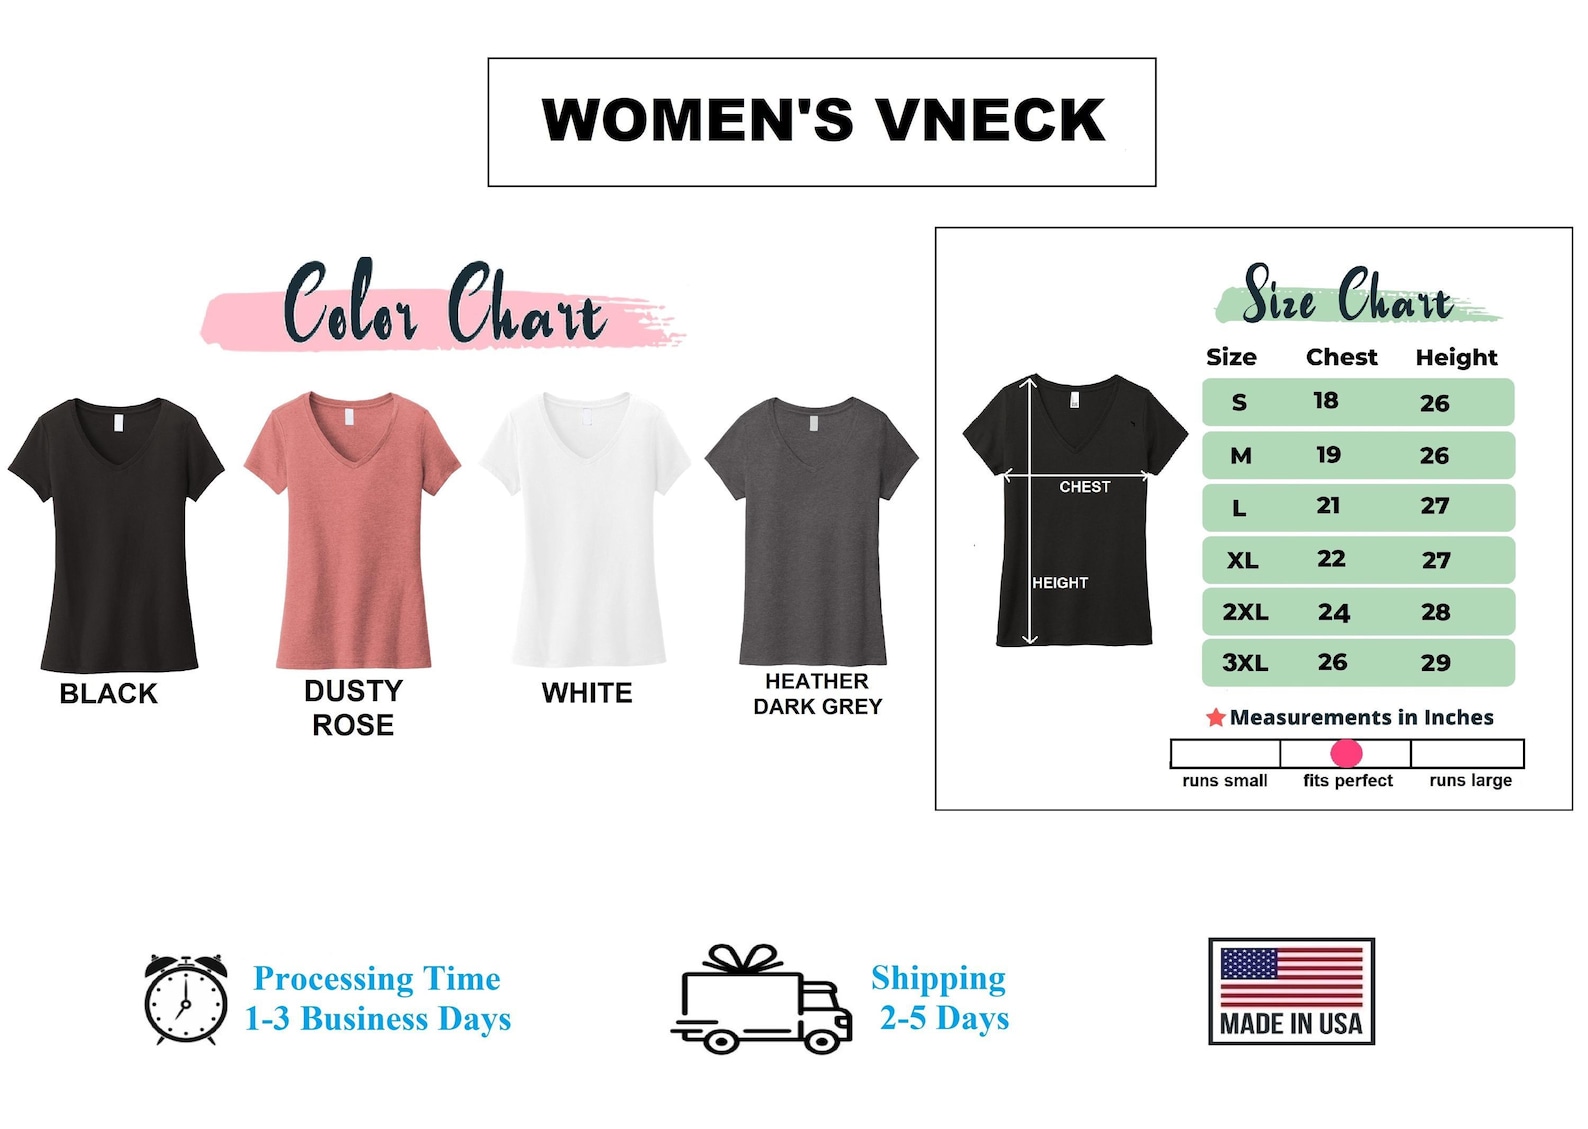 WOMEN'S VNECK
Color Chart
BLACK
DUSTY
ROSE
WHITE
HEATHER
DARK GREY
Size Chart
CHEST
HEIGHT
Size Chest Height
S 18 26
M 19 26
L 21 27
XL 22 27
2XL 24 28
3XL 26 29
Measurements in Inches
runs small fits perfect runs large
Processing Time
1-3 Business Days
Shipping
2-5 Days
MADE IN USA